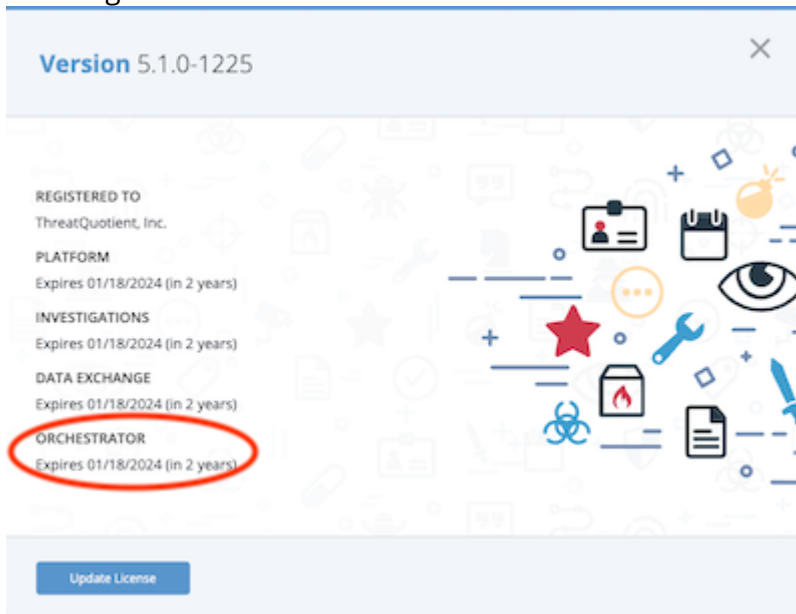 Version 5.1.0-1225
REGISTERED TO
ThreatQuotient, Inc.
PLATFORM
Expires 01/18/2024 (in 2 years)
INVESTIGATIONS
Expires 01/18/2024 (in 2 years)
DATA EXCHANGE
Expires 01/18/2024 (in 2 years)
ORCHESTRATOR
Expires 01/18/2024 (in 2 years)
Update License